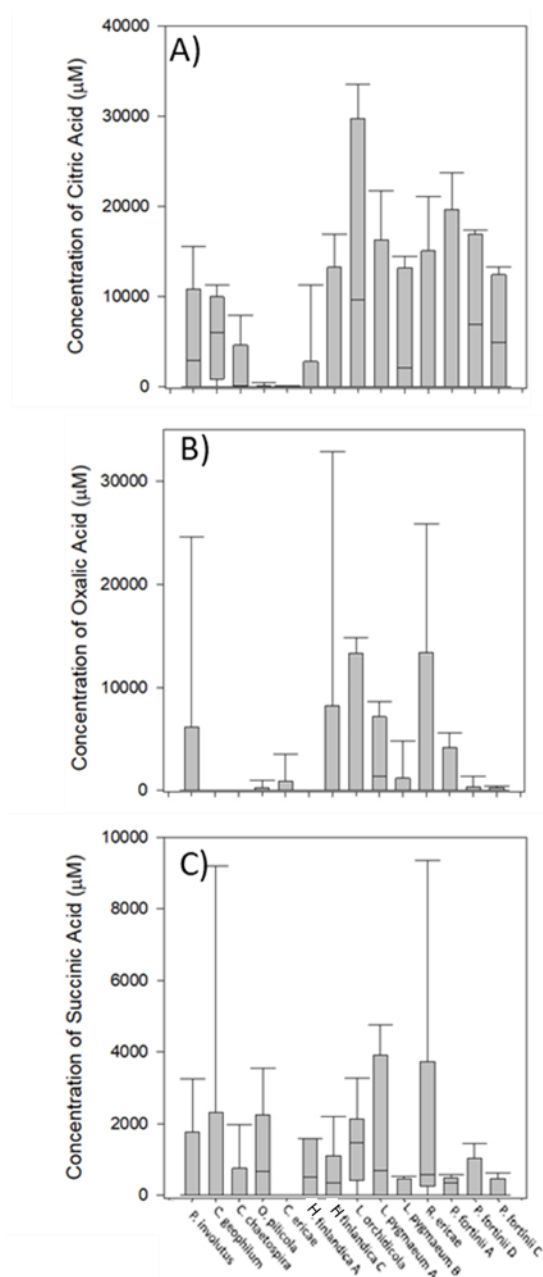 A)
Concentration of Citric Acid (µM)
40000
30000
20000
10000
0
B)
Concentration of Oxalic Acid (µM)
30000
20000
10000
0
C)
Concentration of Succinic Acid (µM)
10000
8000
6000
4000
2000
0
P. involutus
C. geophilum
C. chaetospira
O. pilicola
C. ericae
H. finlandica A
H finlandica C
L. orchidicola
L. pygmaeum A
L. pygmaeum B
R. ericae
P. fortinii A
P. fortinii D
P. fortinii C